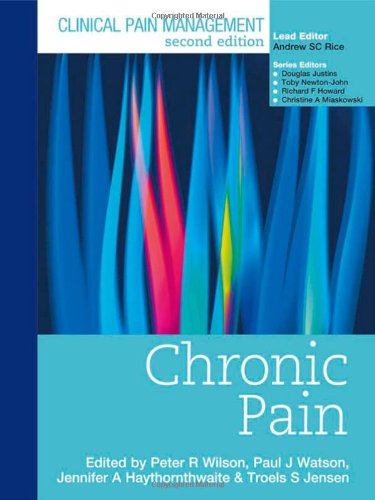 CLINICAL PAIN MANAGEMENT
second edition
Lead Editor
Andrew SC Rice
Series Editors
● Douglas Justins
● Toby Newton-John
● Richard F Howard
● Christine A Miaskowski
Chronic
Pain
Edited by Peter R Wilson, Paul J Watson,
Jennifer A Haythornthwaite & Troels S Jensen